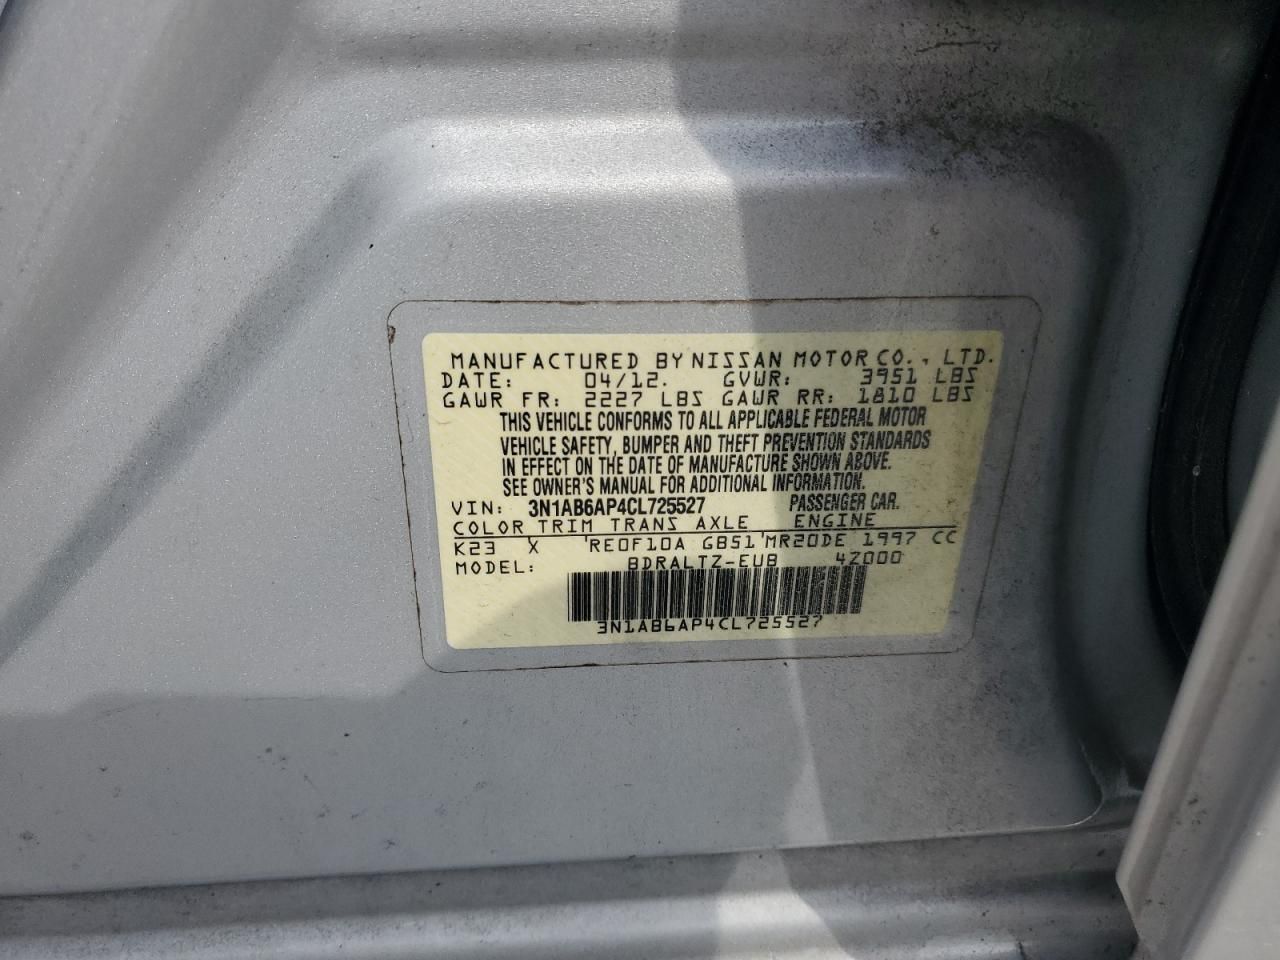 MANUFACTURED BY NISSAN MOTOR CO., LTD.
DATE: 04/12. GVWR: 3951 LBS
GAWR FR: 2227 LBS GAWR RR: 1810 LBS
THIS VEHICLE CONFORMS TO ALL APPLICABLE FEDERAL MOTOR
VEHICLE SAFETY, BUMPER AND THEFT PREVENTION STANDARDS
IN EFFECT ON THE DATE OF MANUFACTURE SHOWN ABOVE.
SEE OWNER'S MANUAL FOR ADDITIONAL INFORMATION.
VIN: 3N1AB6AP4CL725527 PASSENGER CAR.
COLOR TRIM TRANS AXLE ENGINE
K23 X RE0F10A GB51 MR20DE 1997 CC
MODEL: BDRALTZ-EUB 4Z000
3N1AB6AP4CL725527